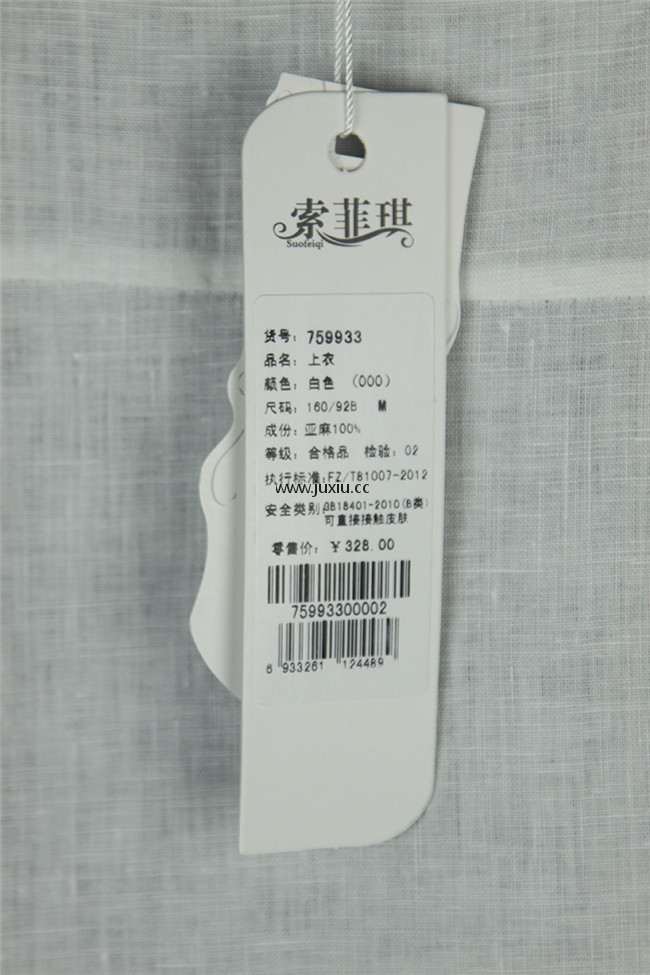 索菲琪
Suofeiqi
货号：759933
品名：上衣
颜色：白色 （000）
尺码：160/92B M
成份：亚麻100%
等级：合格品 检验：02
执行标准：FZ/T81007-2012
www.juxiu.cc
安全类别：GB18401-2010(B类)
可直接接触皮肤
零售价：￥328.00
75993300002
6 933261 124489